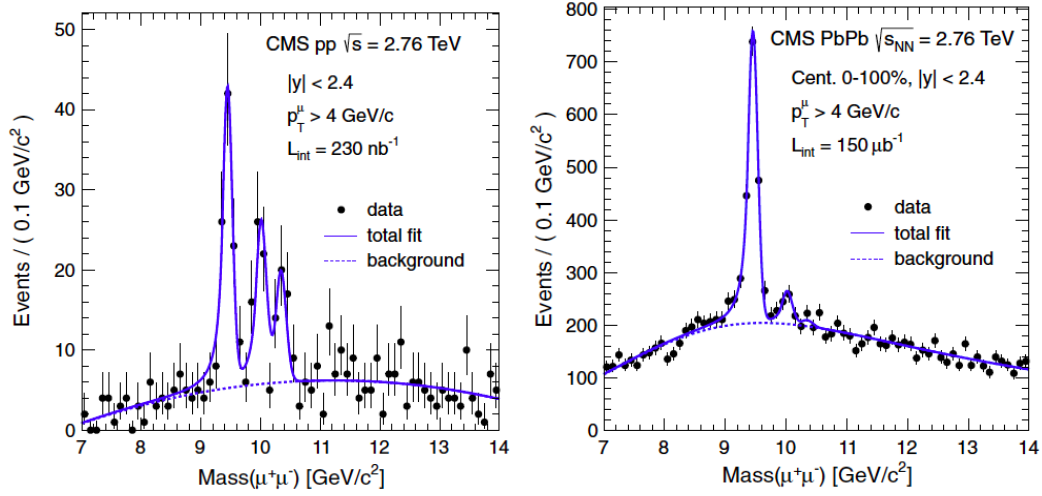 CMS pp √s = 2.76 TeV
|y| < 2.4
p_T^μ > 4 GeV/c
L_int = 230 nb⁻¹
data
total fit
background
Events / ( 0.1 GeV/c²)
0
10
20
30
40
50
7 8 9 10 11 12 13 14
Mass(μ⁺μ⁻) [GeV/c²]
CMS PbPb √s_NN = 2.76 TeV
Cent. 0-100%, |y| < 2.4
p_T^μ > 4 GeV/c
L_int = 150 μb⁻¹
data
total fit
background
Events / ( 0.1 GeV/c²)
0
100
200
300
400
500
600
700
800
7 8 9 10 11 12 13 14
Mass(μ⁺μ⁻) [GeV/c²]